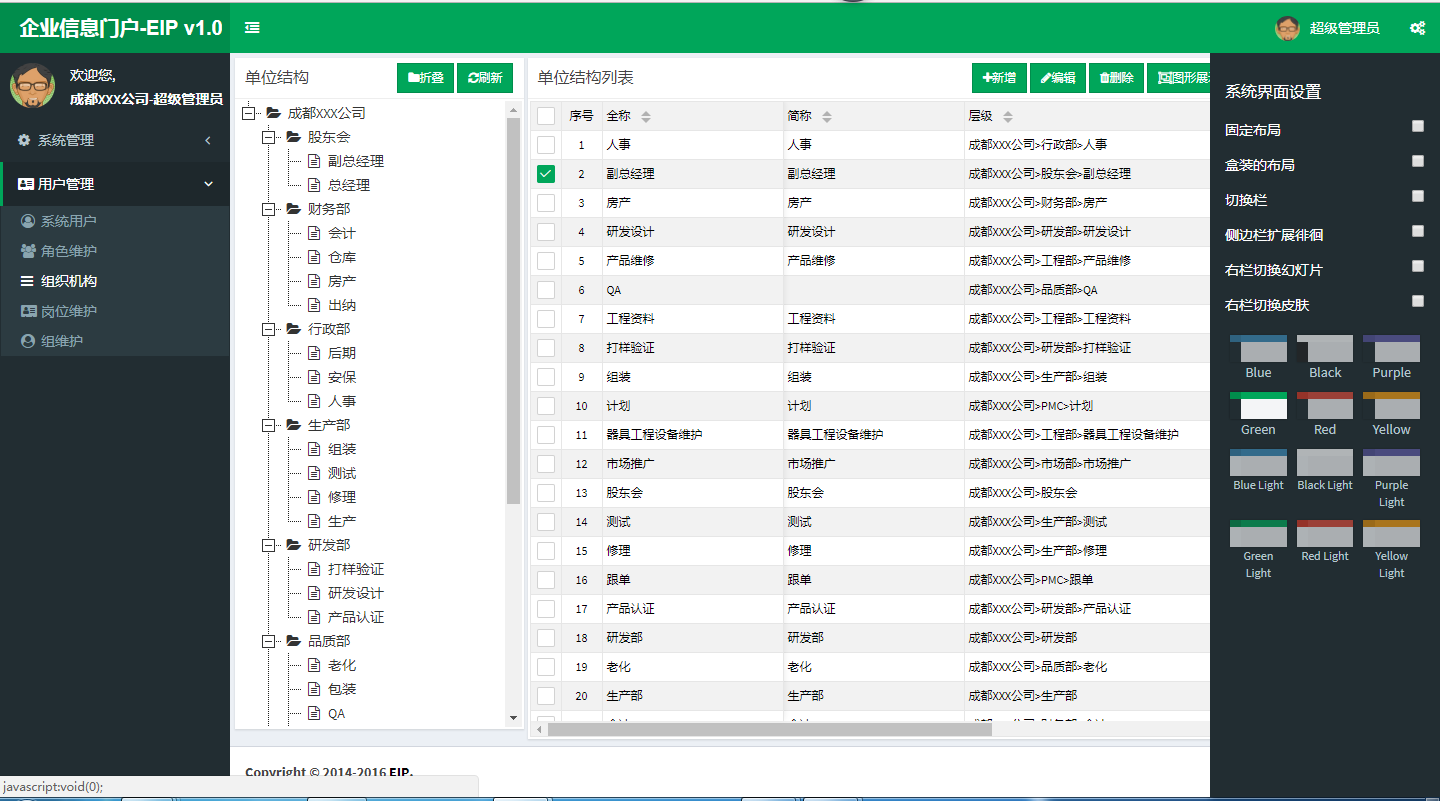 企业信息门户-EIP v1.0
超级管理员
欢迎您,
成都XXX公司-超级管理员
系统管理
用户管理
系统用户
角色维护
组织机构
岗位维护
组维护
单位结构
折叠
刷新
成都XXX公司
股东会
副总经理
总经理
财务部
会计
仓库
房产
出纳
行政部
后期
安保
人事
生产部
组装
测试
修理
生产
研发部
打样验证
研发设计
产品认证
品质部
老化
包装
QA
单位结构列表
新增 编辑 删除 图形展
序号 全称 简称 层级
1 人事 人事 成都XXX公司>行政部>人事
2 副总经理 副总经理 成都XXX公司>股东会>副总经理
3 房产 房产 成都XXX公司>财务部>房产
4 研发设计 研发设计 成都XXX公司>研发部>研发设计
5 产品维修 产品维修 成都XXX公司>工程部>产品维修
6 QA 成都XXX公司>品质部>QA
7 工程资料 工程资料 成都XXX公司>工程部>工程资料
8 打样验证 打样验证 成都XXX公司>研发部>打样验证
9 组装 组装 成都XXX公司>生产部>组装
10 计划 计划 成都XXX公司>PMC>计划
11 器具工程设备维护 器具工程设备维护 成都XXX公司>工程部>器具工程设备维护
12 市场推广 市场推广 成都XXX公司>市场部>市场推广
13 股东会 股东会 成都XXX公司>股东会
14 测试 测试 成都XXX公司>生产部>测试
15 修理 修理 成都XXX公司>生产部>修理
16 跟单 跟单 成都XXX公司>PMC>跟单
17 产品认证 产品认证 成都XXX公司>研发部>产品认证
18 研发部 研发部 成都XXX公司>研发部
19 老化 老化 成都XXX公司>品质部>老化
20 生产部 生产部 成都XXX公司>生产部
系统界面设置
固定布局
盒装的布局
切换栏
侧边栏扩展徘徊
右栏切换幻灯片
右栏切换皮肤
Blue Black Purple
Green Red Yellow
Blue Light Black Light Purple Light
Green Light Red Light Yellow Light
Copyright © 2014-2016 EIP.
javascript:void(0);